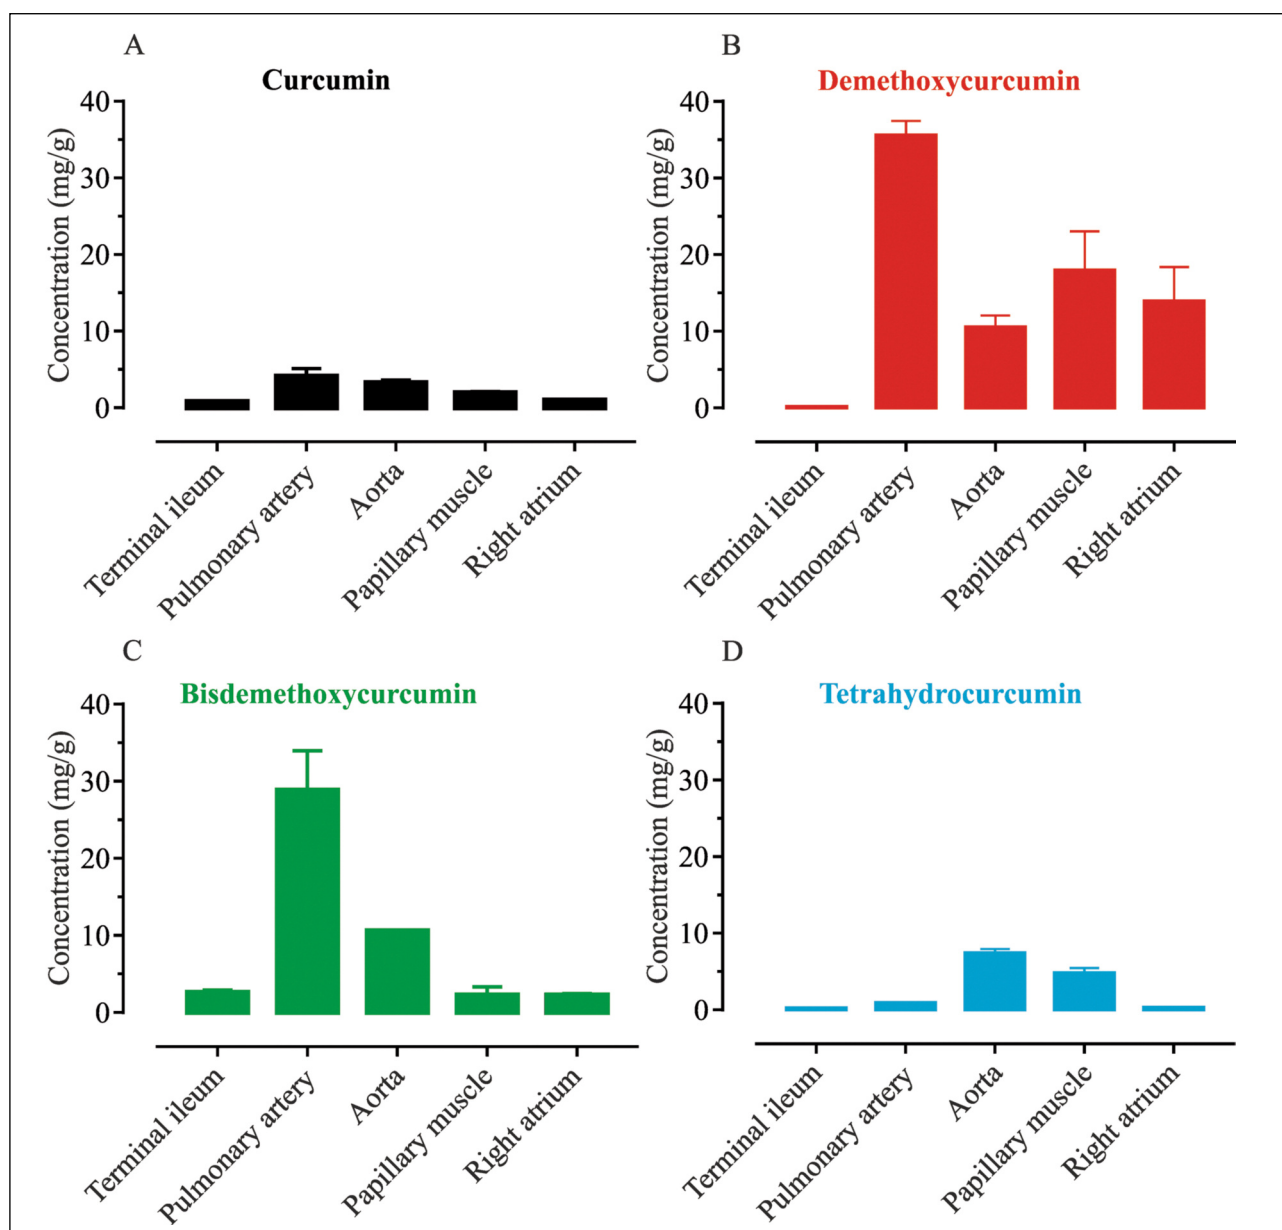 A
Curcumin
Concentration (mg/g)
40
30
20
10
0
Terminal ileum
Pulmonary artery
Aorta
Papillary muscle
Right atrium
B
Demethoxycurcumin
Concentration (mg/g)
40
30
20
10
0
Terminal ileum
Pulmonary artery
Aorta
Papillary muscle
Right atrium
C
Bisdemethoxycurcumin
Concentration (mg/g)
40
30
20
10
0
Terminal ileum
Pulmonary artery
Aorta
Papillary muscle
Right atrium
D
Tetrahydrocurcumin
Concentration (mg/g)
40
30
20
10
0
Terminal ileum
Pulmonary artery
Aorta
Papillary muscle
Right atrium